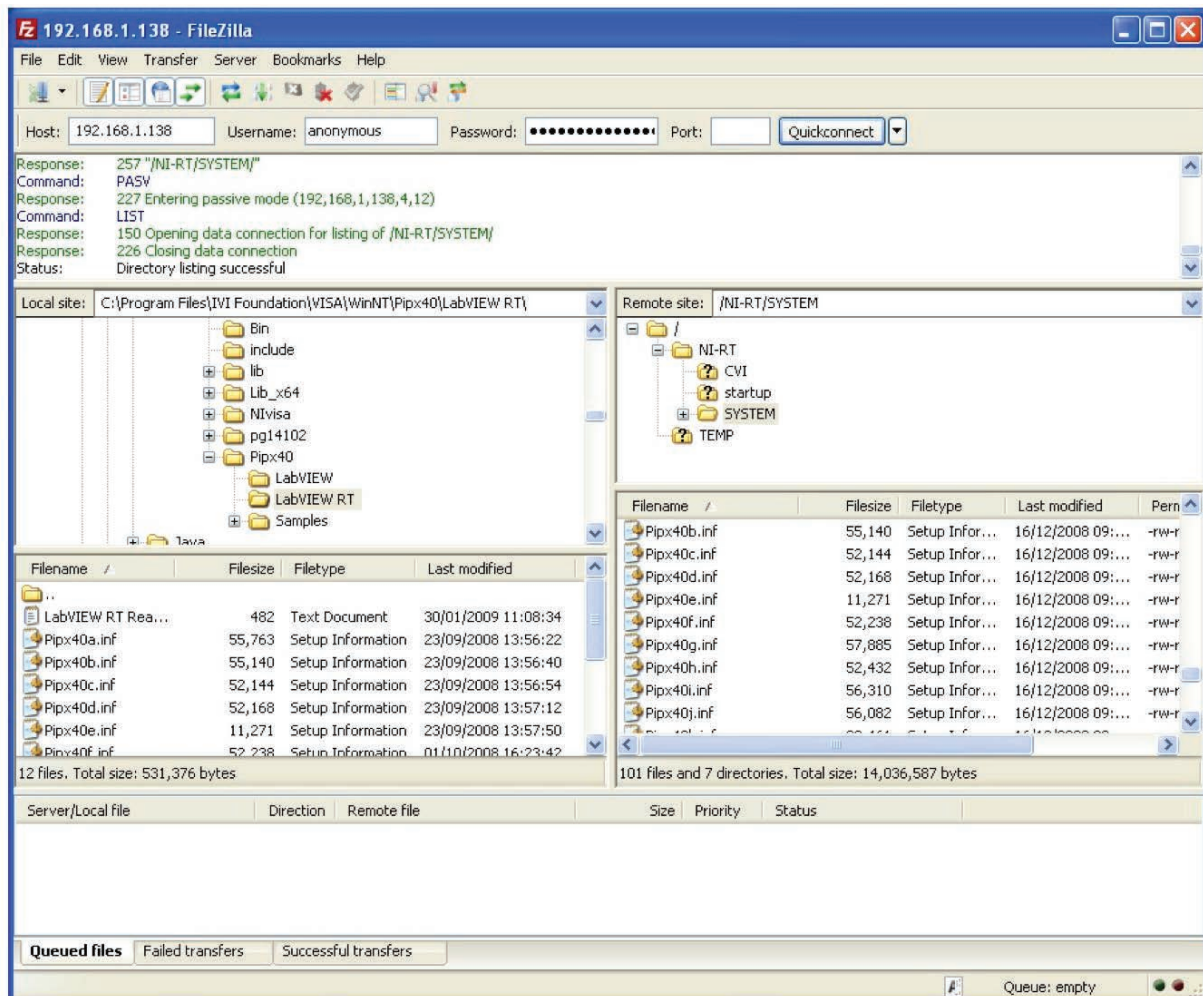 192.168.1.138 - FileZilla
File Edit View Transfer Server Bookmarks Help
Host: 192.168.1.138 Username: anonymous Password: ●●●●●●●●●●●●●● Port: Quickconnect
Response: 257 "/NI-RT/SYSTEM/"
Command: PASV
Response: 227 Entering passive mode (192,168,1,138,4,12)
Command: LIST
Response: 150 Opening data connection for listing of /NI-RT/SYSTEM/
Response: 226 Closing data connection
Status: Directory listing successful
Local site: C:\Program Files\IVI Foundation\VISA\WinNT\Pipx40\LabVIEW RT\
Bin
include
lib
Lib_x64
NIvisa
pg14102
Pipx40
LabVIEW
LabVIEW RT
Samples
Java
Filename Filesize Filetype Last modified
..
LabVIEW RT Rea... 482 Text Document 30/01/2009 11:08:34
Pipx40a.inf 55,763 Setup Information 23/09/2008 13:56:22
Pipx40b.inf 55,140 Setup Information 23/09/2008 13:56:40
Pipx40c.inf 52,144 Setup Information 23/09/2008 13:56:54
Pipx40d.inf 52,168 Setup Information 23/09/2008 13:57:12
Pipx40e.inf 11,271 Setup Information 23/09/2008 13:57:50
Pipx40f.inf 52,238 Setup Information 01/10/2008 16:23:42
12 files. Total size: 531,376 bytes
Remote site: /NI-RT/SYSTEM
/
NI-RT
CVI
startup
SYSTEM
TEMP
Filename Filesize Filetype Last modified Pern
Pipx40b.inf 55,140 Setup Infor... 16/12/2008 09:... -rw-r
Pipx40c.inf 52,144 Setup Infor... 16/12/2008 09:... -rw-r
Pipx40d.inf 52,168 Setup Infor... 16/12/2008 09:... -rw-r
Pipx40e.inf 11,271 Setup Infor... 16/12/2008 09:... -rw-r
Pipx40f.inf 52,238 Setup Infor... 16/12/2008 09:... -rw-r
Pipx40g.inf 57,885 Setup Infor... 16/12/2008 09:... -rw-r
Pipx40h.inf 52,432 Setup Infor... 16/12/2008 09:... -rw-r
Pipx40i.inf 56,310 Setup Infor... 16/12/2008 09:... -rw-r
Pipx40j.inf 56,082 Setup Infor... 16/12/2008 09:... -rw-r
101 files and 7 directories. Total size: 14,036,587 bytes
Server/Local file Direction Remote file Size Priority Status
Queued files Failed transfers Successful transfers
Queue: empty